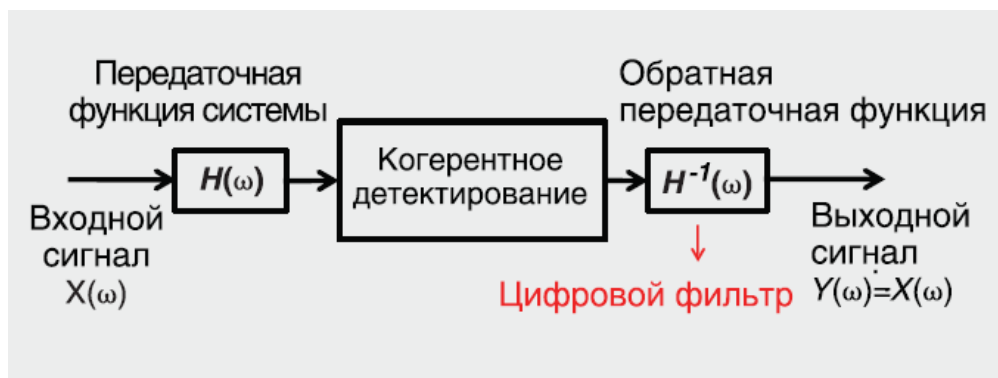 Передаточная
функция системы
Обратная
передаточная функция
H(ω)
Когерентное
детектирование
H⁻¹(ω)
Входной
сигнал
X(ω)
Цифровой фильтр
Выходной
сигнал
Y(ω)≐X(ω)